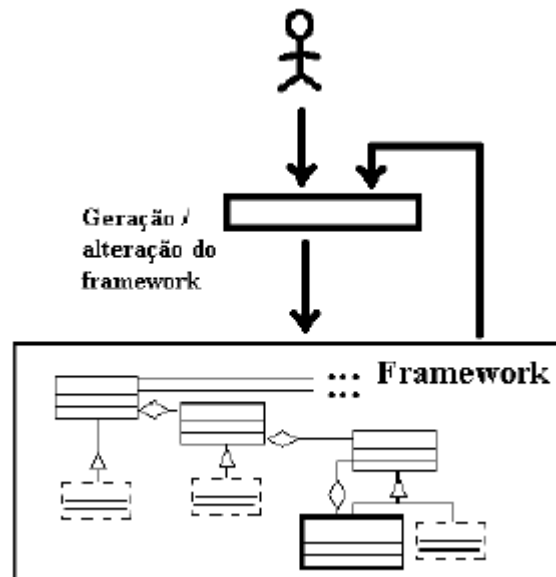 Geração /
alteração do
framework
... Framework
...